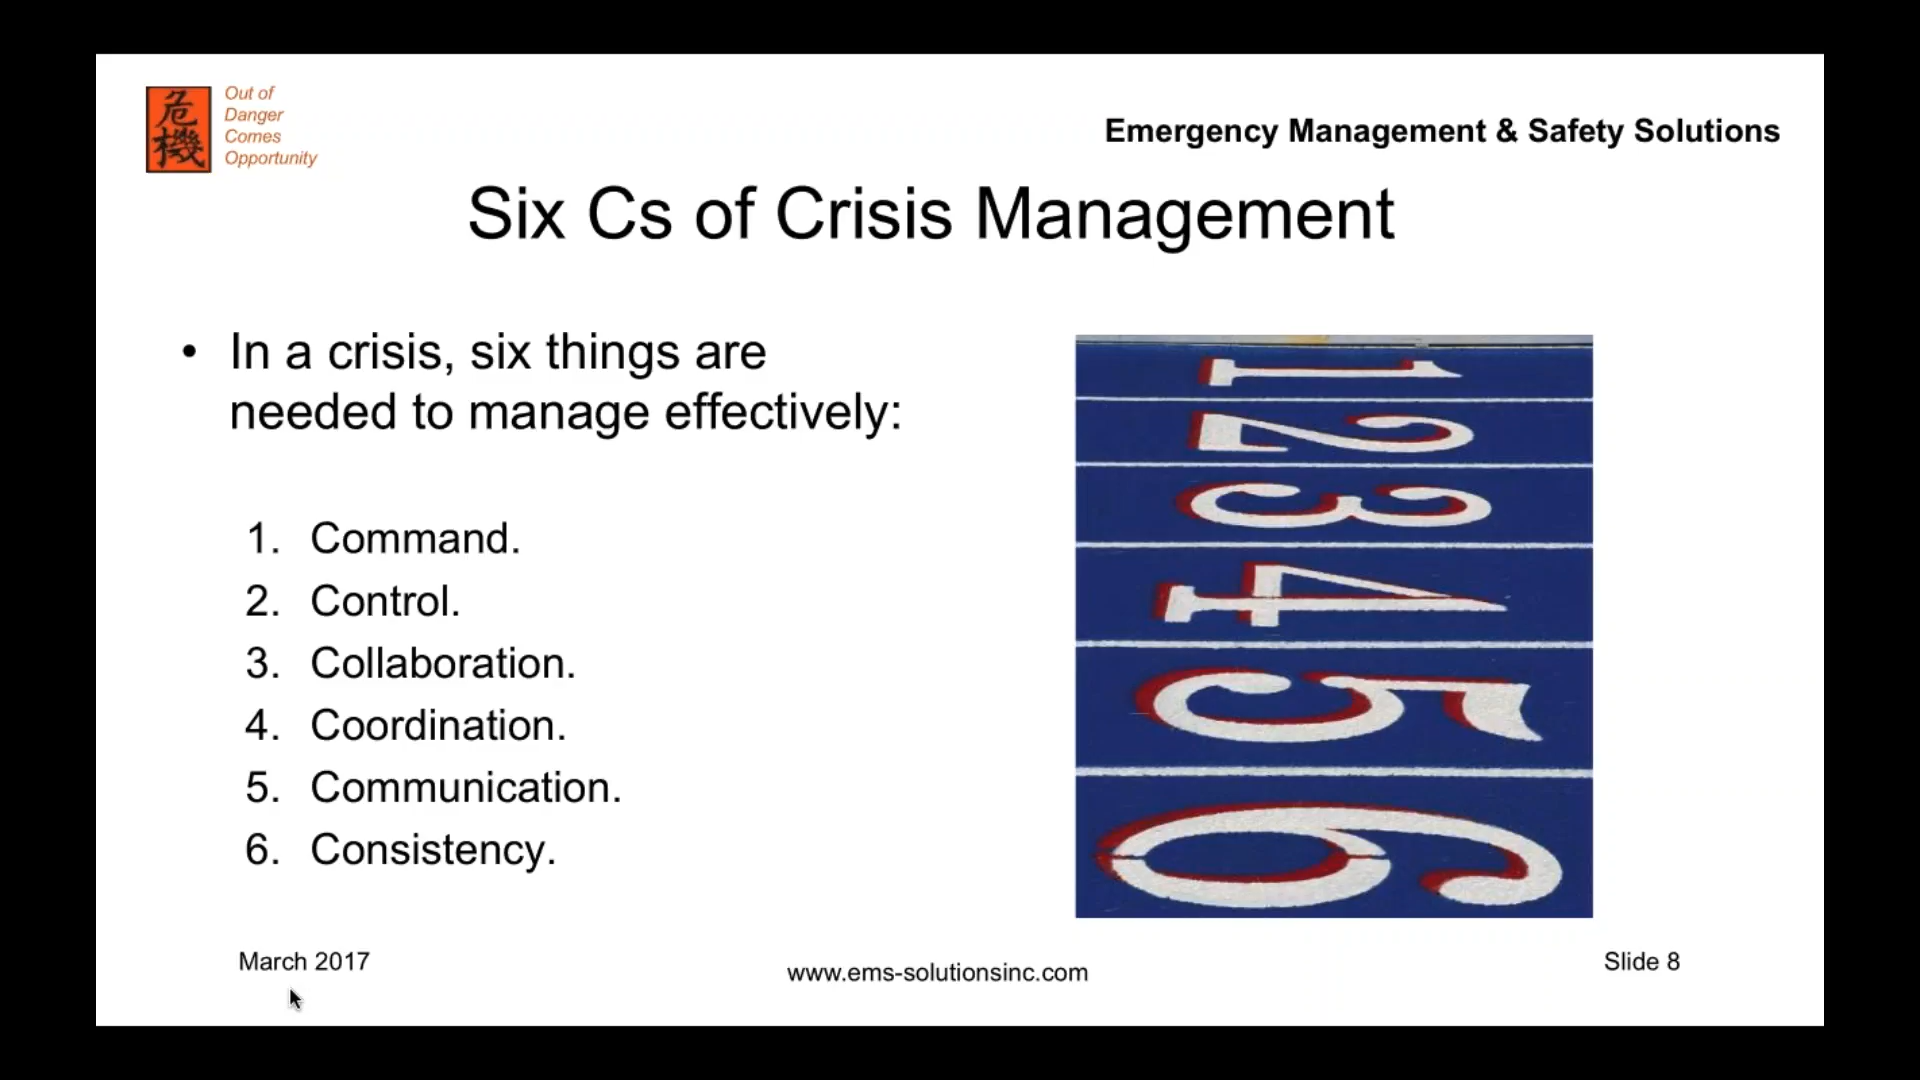 危
機
Out of
Danger
Comes
Opportunity
Emergency Management & Safety Solutions
Six Cs of Crisis Management
• In a crisis, six things are
needed to manage effectively:
1. Command.
2. Control.
3. Collaboration.
4. Coordination.
5. Communication.
6. Consistency.
1
2
3
4
5
6
March 2017
www.ems-solutionsinc.com
Slide 8